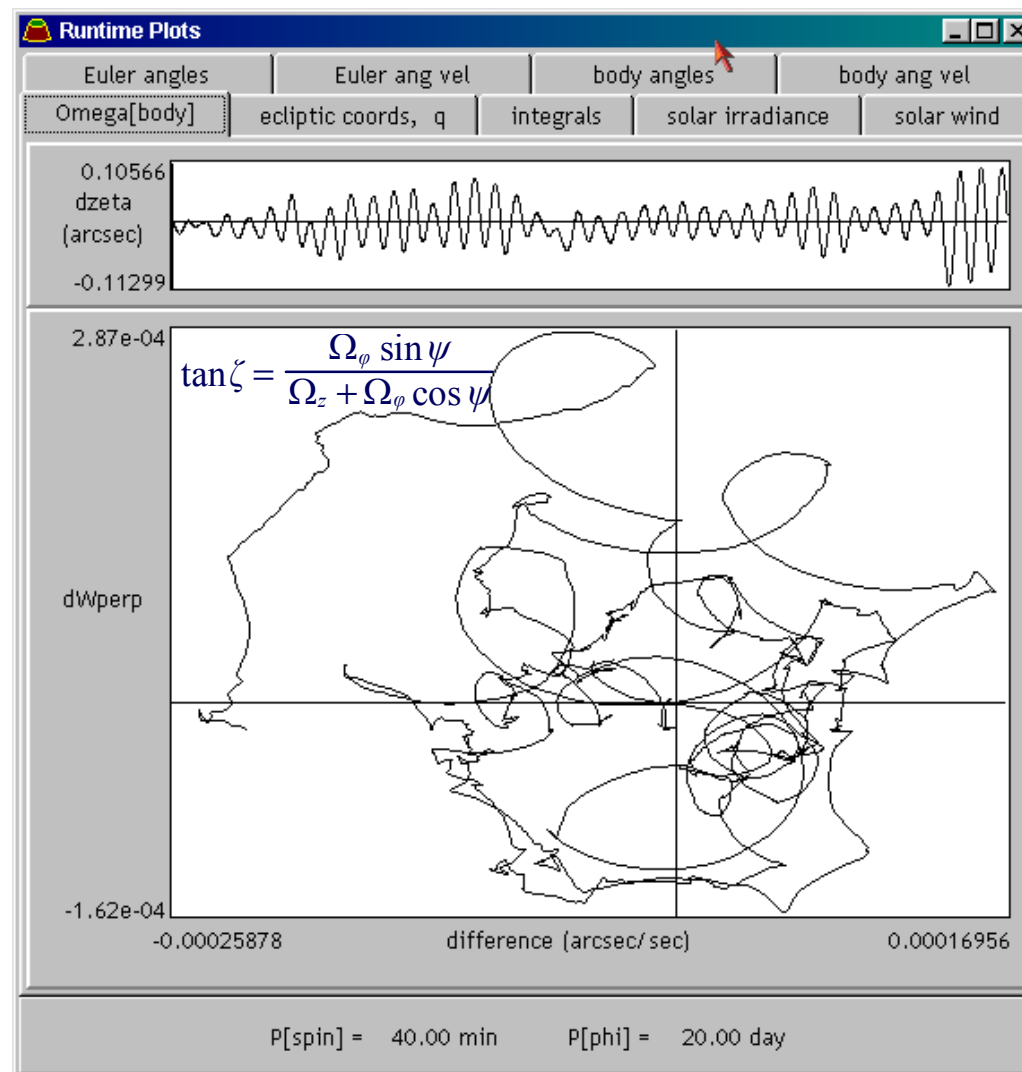 Runtime Plots
Euler angles Euler ang vel body angles body ang vel
Omega[body] ecliptic coords, q integrals solar irradiance solar wind
0.10566
dzeta
(arcsec)
-0.11299
2.87e-04
tan ζ = Ω_φ sin ψ / Ω_z + Ω_φ cos ψ
dWperp
-1.62e-04
-0.00025878 difference (arcsec/sec) 0.00016956
P[spin] = 40.00 min P[phi] = 20.00 day